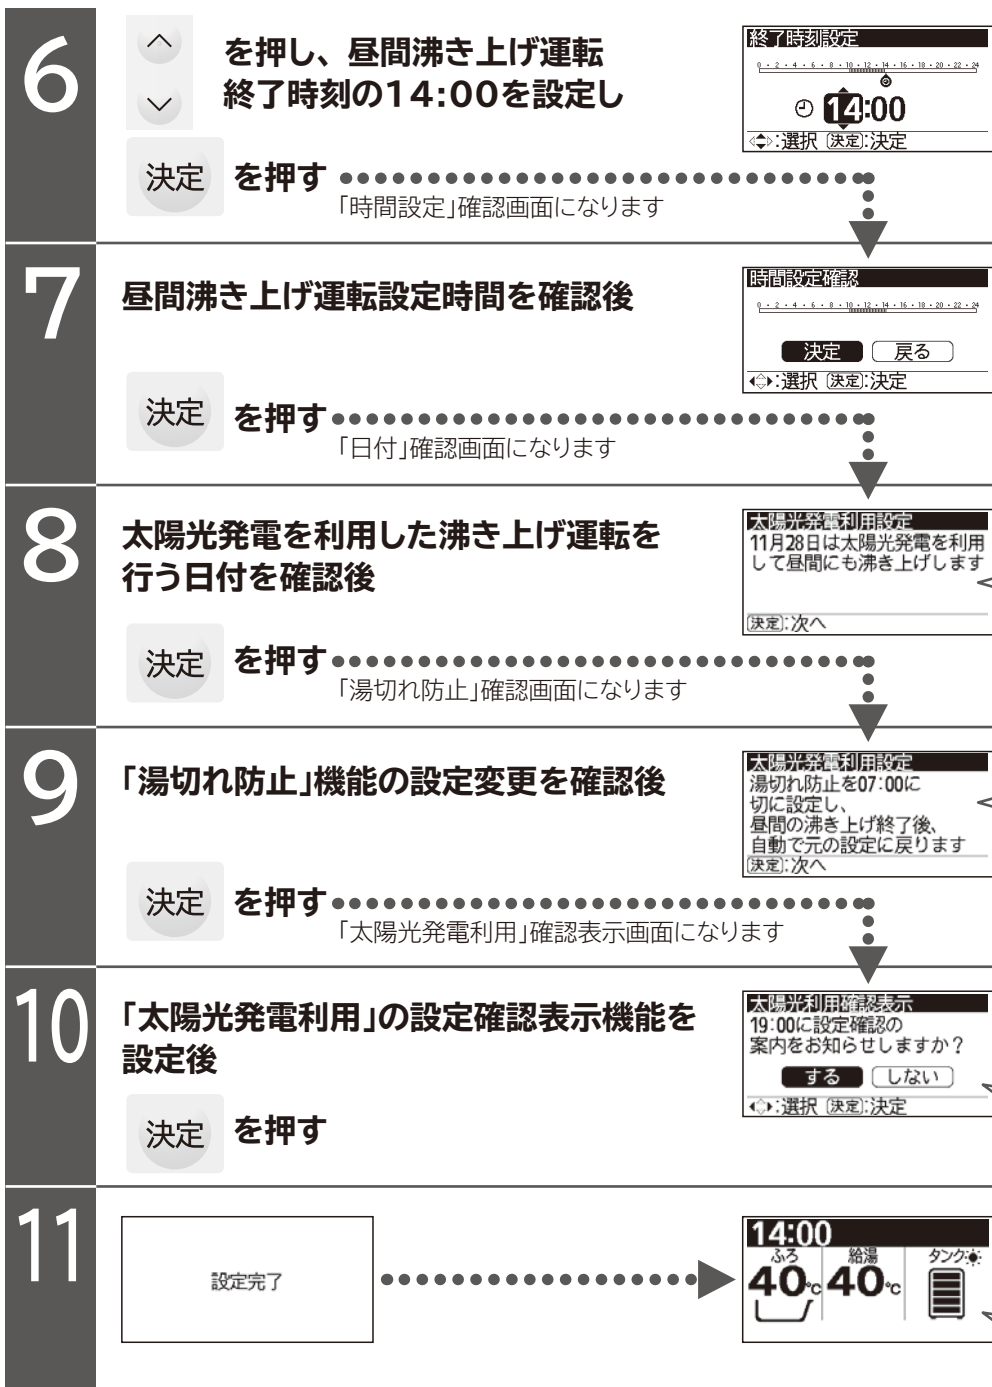 6
を押し、昼間沸き上げ運転
終了時刻の14:00を設定し
決定 を押す
「時間設定」確認画面になります
終了時刻設定
0・2・4・6・8・10・12・14・16・18・20・22・24
14:00
:選択 決定:決定
7
昼間沸き上げ運転設定時間を確認後
決定 を押す
「日付」確認画面になります
時間設定確認
0・2・4・6・8・10・12・14・16・18・20・22・24
決定 戻る
:選択 決定:決定
8
太陽光発電を利用した沸き上げ運転を
行う日付を確認後
決定 を押す
「湯切れ防止」確認画面になります
太陽光発電利用設定
11月28日は太陽光発電を利用
して昼間にも沸き上げします
決定:次へ
9
「湯切れ防止」機能の設定変更を確認後
決定 を押す
「太陽光発電利用」確認表示画面になります
太陽光発電利用設定
湯切れ防止を07:00に
切に設定し、
昼間の沸き上げ終了後、
自動で元の設定に戻ります
決定:次へ
10
「太陽光発電利用」の設定確認表示機能を
設定後
決定 を押す
太陽光利用確認表示
19:00に設定確認の
案内をお知らせしますか?
する しない
:選択 決定:決定
11
設定完了
14:00
ふろ 給湯 タンク
40℃ 40℃